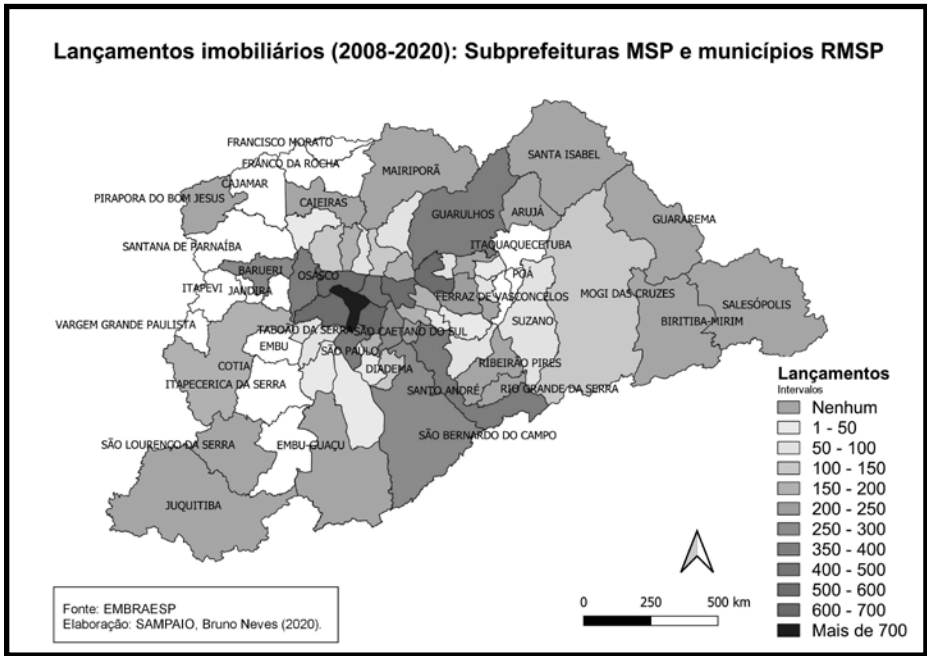 Lançamentos imobiliários (2008-2020): Subprefeituras MSP e municípios RMSP
FRANCISCO MORATO
FRANCO DA ROCHA
SANTA ISABEL
MAIRIPORÃ
CAJAMAR
PIRAPORA DO BOM JESUS
CAIEIRAS
GUARULHOS
ARUJÁ
GUARAREMA
SANTANA DE PARNAÍBA
ITAQUAQUECETUBA
BARUERI
OSASCO
POÁ
ITAPEVI
JANDIRA
FERRAZ DE VASCONCELOS
MOGI DAS CRUZES
SALESÓPOLIS
VARGEM GRANDE PAULISTA
TABOÃO DA SERRA
SÃO CAETANO DO SUL
SUZANO
BIRITIBA-MIRIM
EMBU
SÃO PAULO
COTIA
DIADEMA
RIBEIRÃO PIRES
ITAPECERICA DA SERRA
SANTO ANDRÉ
RIO GRANDE DA SERRA
SÃO LOURENÇO DA SERRA
EMBU-GUAÇU
SÃO BERNARDO DO CAMPO
JUQUITIBA
Lançamentos
Intervalos
Nenhum
1 - 50
50 - 100
100 - 150
150 - 200
200 - 250
250 - 300
350 - 400
400 - 500
500 - 600
600 - 700
Mais de 700
0 250 500 km
Fonte: EMBRAESP
Elaboração: SAMPAIO, Bruno Neves (2020).